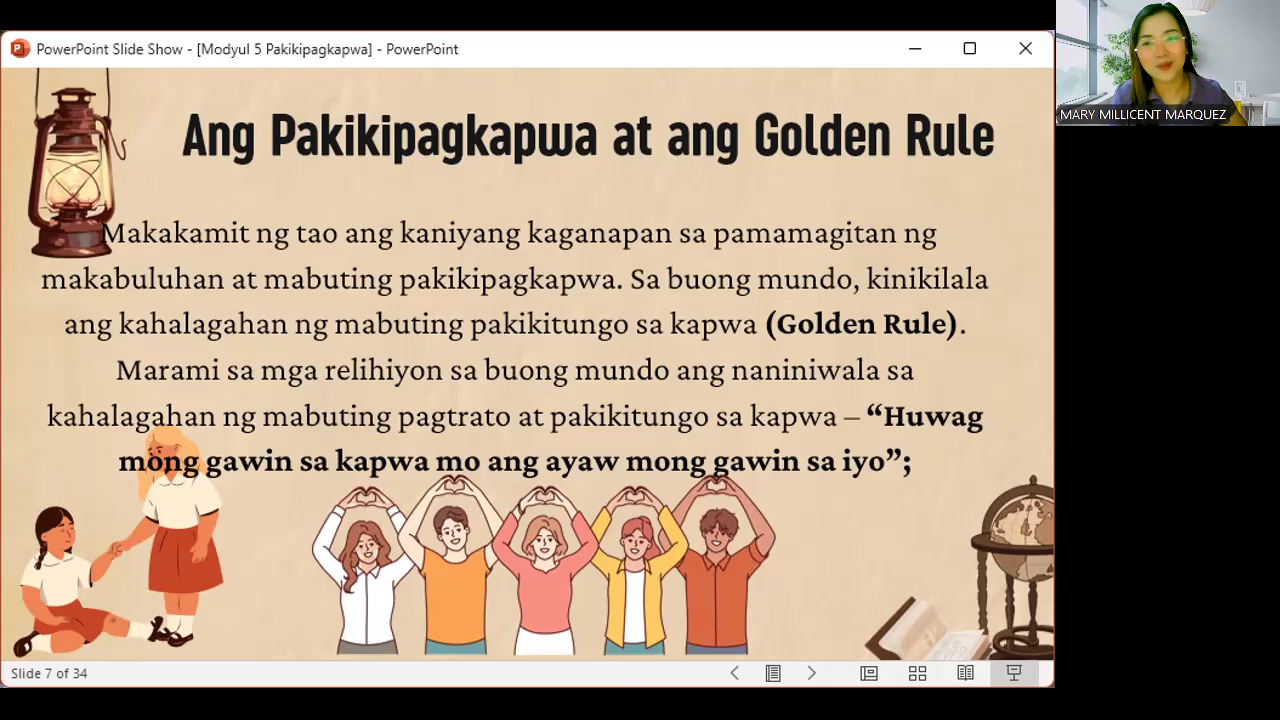 PowerPoint Slide Show - [Modyul 5 Pakikipagkapwa] - PowerPoint
MARY MILLICENT MARQUEZ
Ang Pakikipagkapwa at ang Golden Rule
Makakamit ng tao ang kaniyang kaganapan sa pamamagitan ng
makabuluhan at mabuting pakikipagkapwa. Sa buong mundo, kinikilala
ang kahalagahan ng mabuting pakikitungo sa kapwa (Golden Rule).
Marami sa mga relihiyon sa buong mundo ang naniniwala sa
kahalagahan ng mabuting pagtrato at pakikitungo sa kapwa – “Huwag
mong gawin sa kapwa mo ang ayaw mong gawin sa iyo”;
Slide 7 of 34